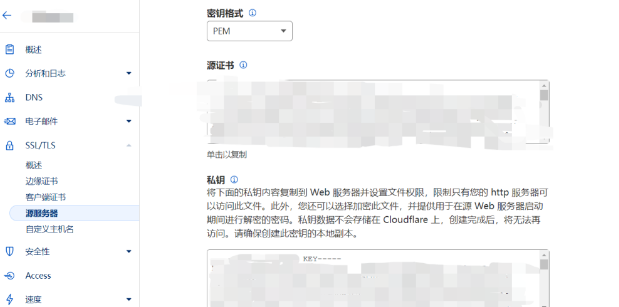 密钥格式
PEM
源证书
单击以复制
私钥
将下面的私钥内容复制到 Web 服务器并设置文件权限，限制只有您的 http 服务器可
以访问此文件。此外，您还可以选择加密此文件，并提供用于在源 Web 服务器启动
期间进行解密的密码。私钥数据不会存储在 Cloudflare 上，创建完成后，将无法再
访问。请确保创建此密钥的本地副本。
KEY-----
概述
分析和日志
DNS
电子邮件
SSL/TLS
概述
边缘证书
客户端证书
源服务器
自定义主机名
安全性
Access
速度